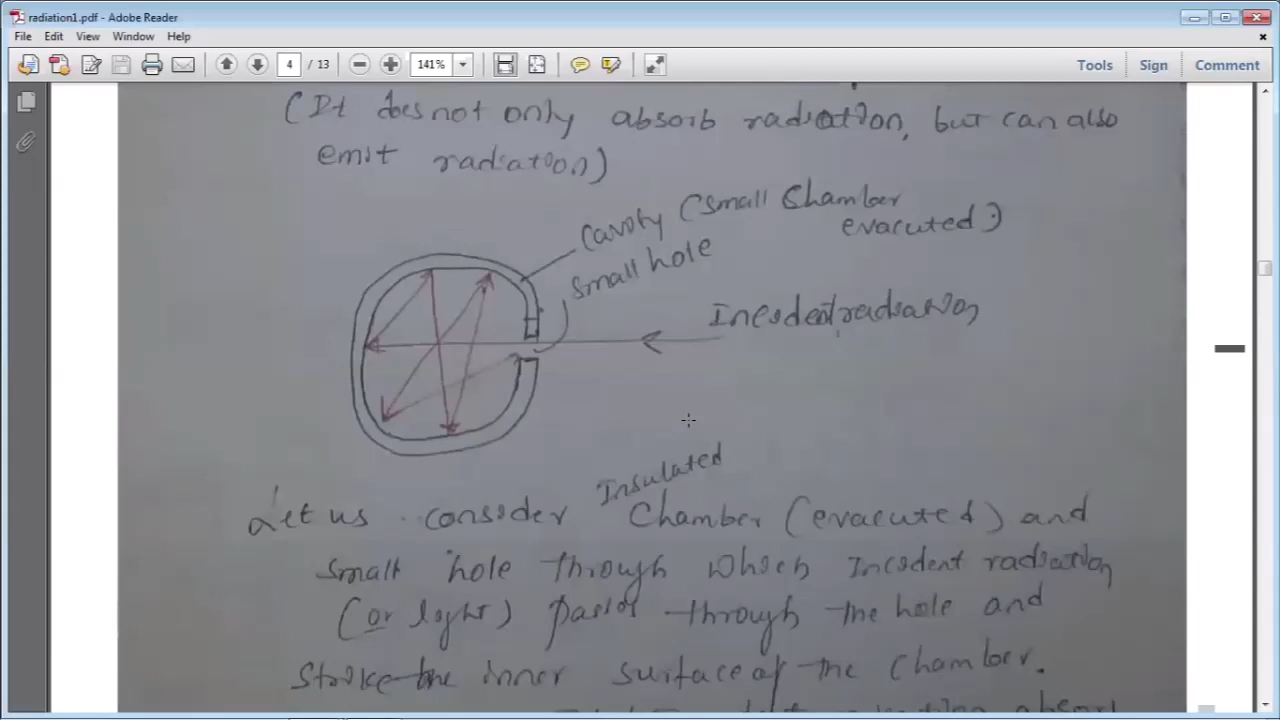 radiation1.pdf - Adobe Reader
File Edit View Window Help
4 / 13 141% Tools Sign Comment
(It does not only absorb radiation, but can also
emit radiation)
Cavity (small Chamber
evacuted)
small hole
Incident radiation
Insulated
Let us consider Chamber (evacuted) and
small hole through which Incident radiation
(or light) passes through the hole and
strike the inner surface of the chamber.
absorb